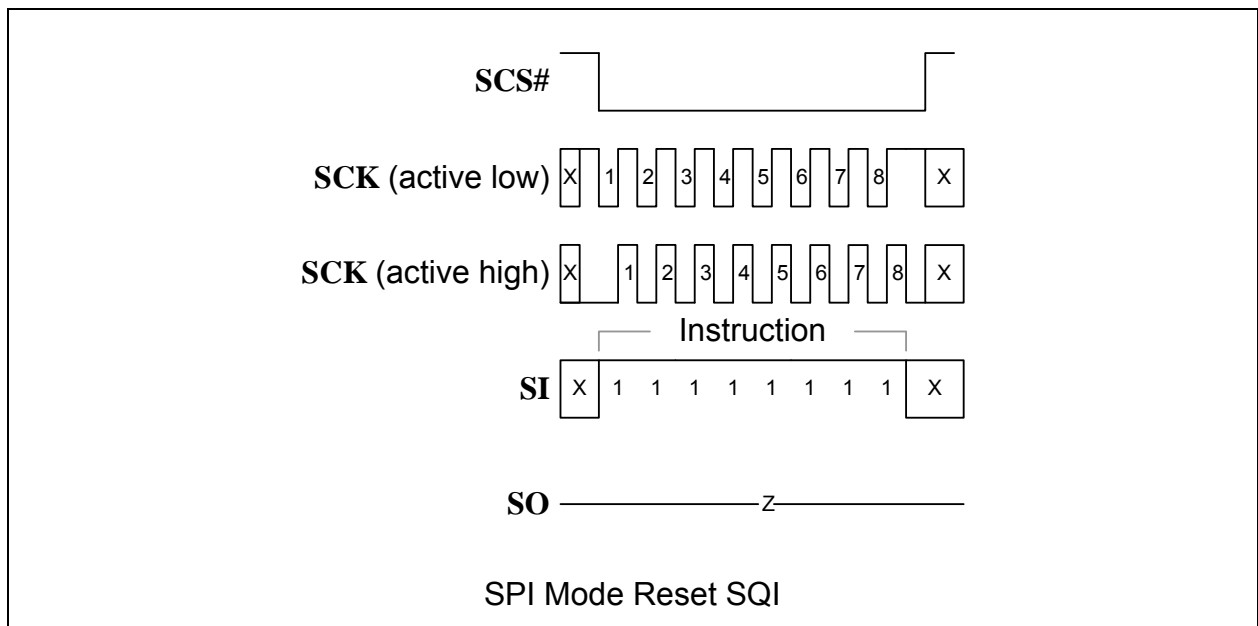 SCS#
SCK (active low) X 1 2 3 4 5 6 7 8 X
SCK (active high) X 1 2 3 4 5 6 7 8 X
Instruction
SI X 1 1 1 1 1 1 1 1 X
SO Z
SPI Mode Reset SQI